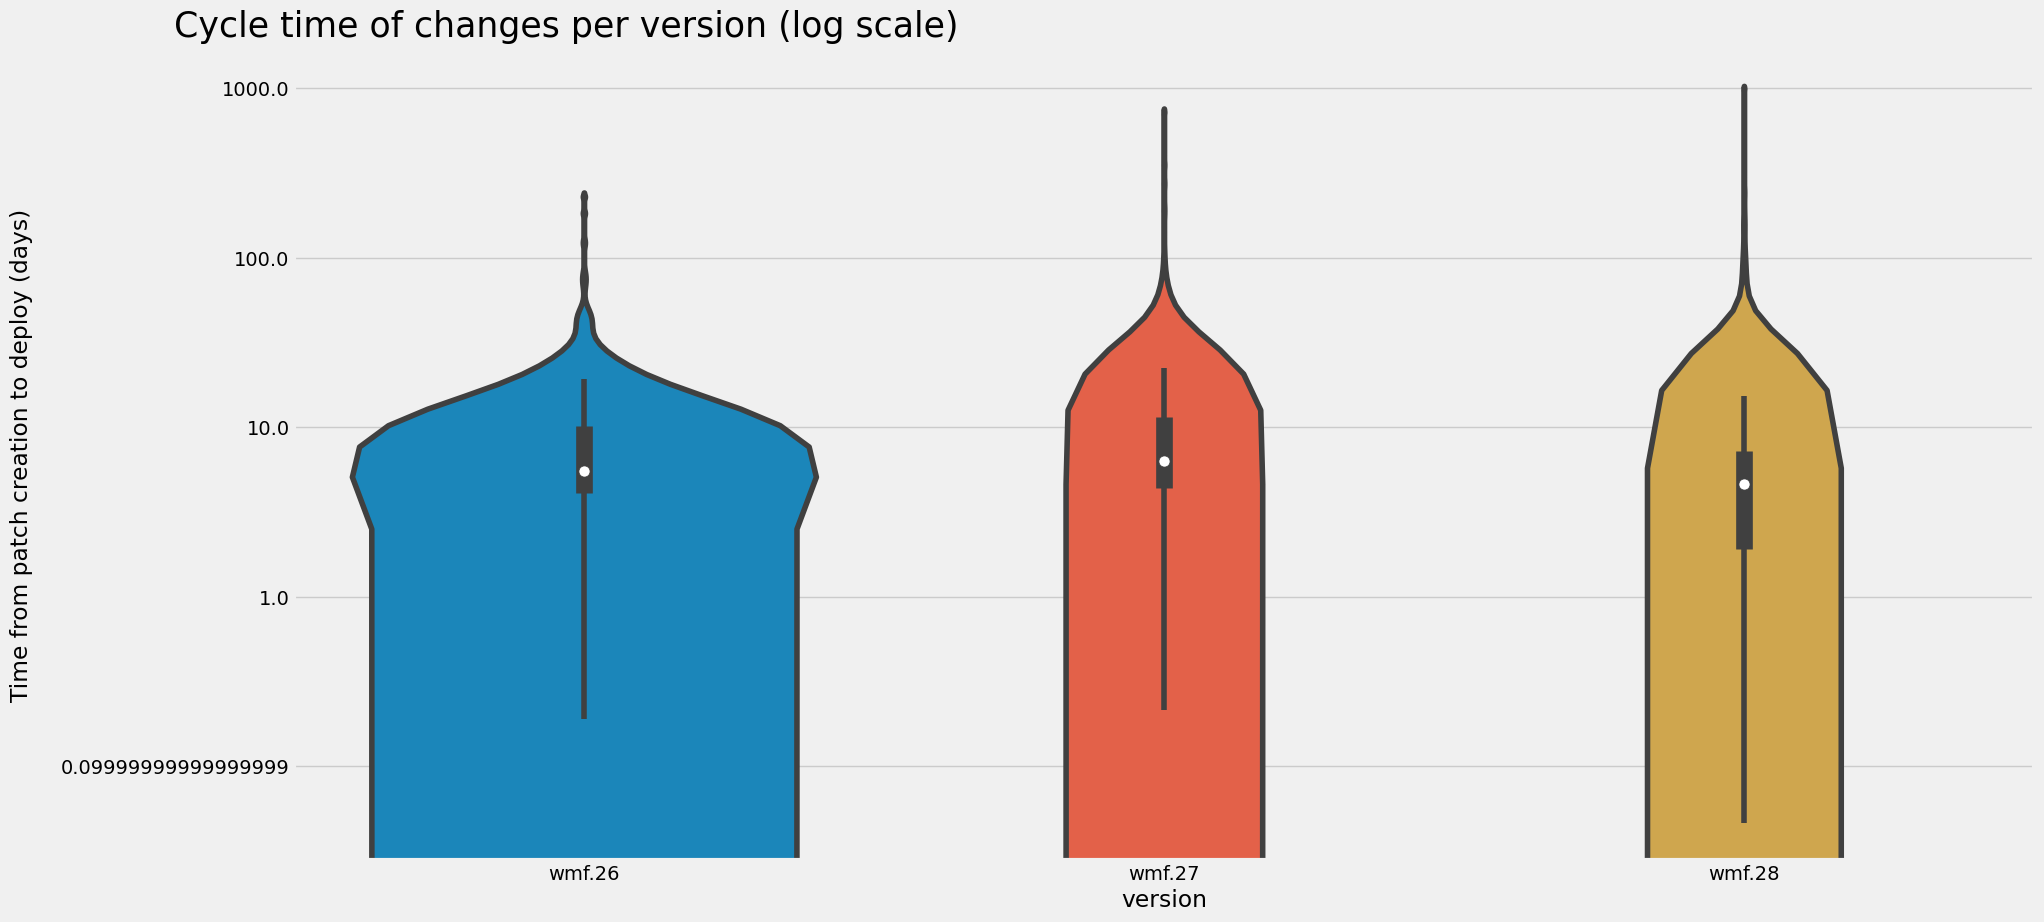 Cycle time of changes per version (log scale)
Time from patch creation to deploy (days)
1000.0
100.0
10.0
1.0
0.09999999999999999
wmf.26
wmf.27
wmf.28
version